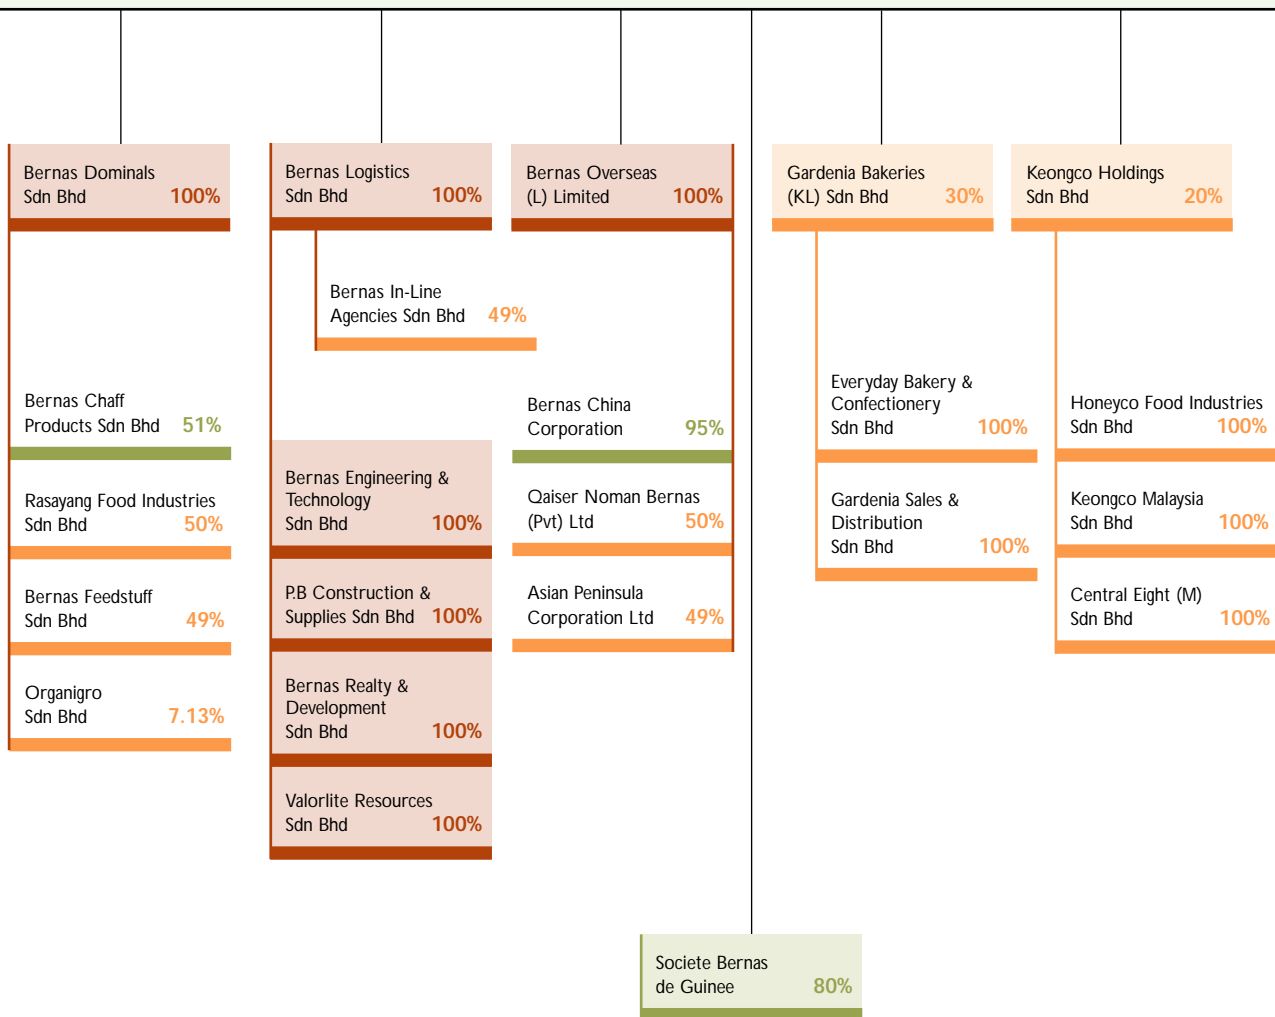 Bernas Dominals
Sdn Bhd 100%
Bernas Chaff
Products Sdn Bhd 51%
Rasayang Food Industries
Sdn Bhd 50%
Bernas Feedstuff
Sdn Bhd 49%
Organigro
Sdn Bhd 7.13%
Bernas Logistics
Sdn Bhd 100%
Bernas In-Line
Agencies Sdn Bhd 49%
Bernas Engineering &
Technology
Sdn Bhd 100%
P.B Construction &
Supplies Sdn Bhd 100%
Bernas Realty &
Development
Sdn Bhd 100%
Valorlite Resources
Sdn Bhd 100%
Bernas Overseas
(L) Limited 100%
Bernas China
Corporation 95%
Qaiser Noman Bernas
(Pvt) Ltd 50%
Asian Peninsula
Corporation Ltd 49%
Societe Bernas
de Guinee 80%
Gardenia Bakeries
(KL) Sdn Bhd 30%
Everyday Bakery &
Confectionery
Sdn Bhd 100%
Gardenia Sales &
Distribution
Sdn Bhd 100%
Keongco Holdings
Sdn Bhd 20%
Honeyco Food Industries
Sdn Bhd 100%
Keongco Malaysia
Sdn Bhd 100%
Central Eight (M)
Sdn Bhd 100%